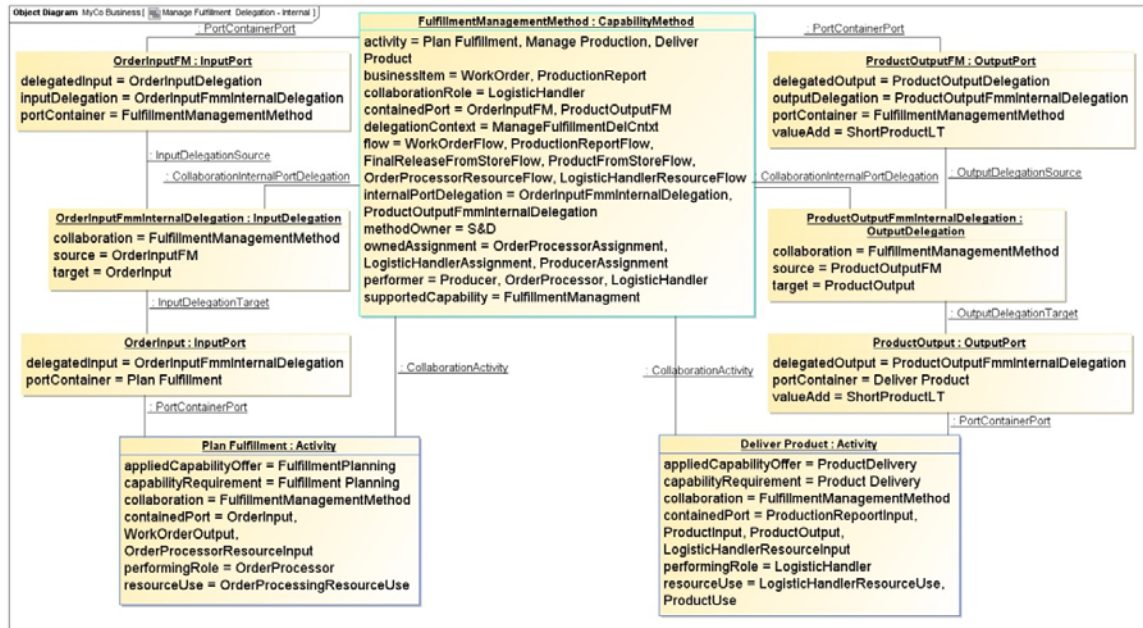 Object Diagram MyCo Business[ Manage Fulfillment Delegation - Internal ]
: PortContainerPort
OrderInputFM : InputPort
delegatedInput = OrderInputDelegation
inputDelegation = OrderInputFmmInternalDelegation
portContainer = FulfillmentManagementMethod
: InputDelegationSource
: CollaborationInternalPortDelegation
OrderInputFmmInternalDelegation : InputDelegation
collaboration = FulfillmentManagementMethod
source = OrderInputFM
target = OrderInput
: InputDelegationTarget
OrderInput : InputPort
delegatedInput = OrderInputFmmInternalDelegation
portContainer = Plan Fulfillment
: PortContainerPort
Plan Fulfillment : Activity
appliedCapabilityOffer = FulfillmentPlanning
capabilityRequirement = Fulfillment Planning
collaboration = FulfillmentManagementMethod
containedPort = OrderInput,
WorkOrderOutput,
OrderProcessorResourceInput
performingRole = OrderProcessor
resourceUse = OrderProcessingResourceUse
FulfillmentManagementMethod : CapabilityMethod
activity = Plan Fulfillment, Manage Production, Deliver
Product
businessItem = WorkOrder, ProductionReport
collaborationRole = LogisticHandler
containedPort = OrderInputFM, ProductOutputFM
delegationContext = ManageFulfillmentDelCntxt
flow = WorkOrderFlow, ProductionReportFlow,
FinalReleaseFromStoreFlow, ProductFromStoreFlow,
OrderProcessorResourceFlow, LogisticHandlerResourceFlow
internalPortDelegation = OrderInputFmmInternalDelegation,
ProductOutputFmmInternalDelegation
methodOwner = S&D
ownedAssignment = OrderProcessorAssignment,
LogisticHandlerAssignment, ProducerAssignment
performer = Producer, OrderProcessor, LogisticHandler
supportedCapability = FulfillmentManagment
: CollaborationActivity
: CollaborationActivity
: PortContainerPort
ProductOutputFM : OutputPort
delegatedOutput = ProductOutputDelegation
outputDelegation = ProductOutputFmmInternalDelegation
portContainer = FulfillmentManagementMethod
valueAdd = ShortProductLT
: CollaborationInternalPortDelegation
: OutputDelegationSource
ProductOutputFmmInternalDelegation :
OutputDelegation
collaboration = FulfillmentManagementMethod
source = ProductOutputFM
target = ProductOutput
: OutputDelegationTarget
ProductOutput : OutputPort
delegatedOutput = ProductOutputFmmInternalDelegation
portContainer = Deliver Product
valueAdd = ShortProductLT
: PortContainerPort
Deliver Product : Activity
appliedCapabilityOffer = ProductDelivery
capabilityRequirement = Product Delivery
collaboration = FulfillmentManagementMethod
containedPort = ProductionRepoortInput,
ProductInput, ProductOutput,
LogisticHandlerResourceInput
performingRole = LogisticHandler
resourceUse = LogisticHandlerResourceUse,
ProductUse